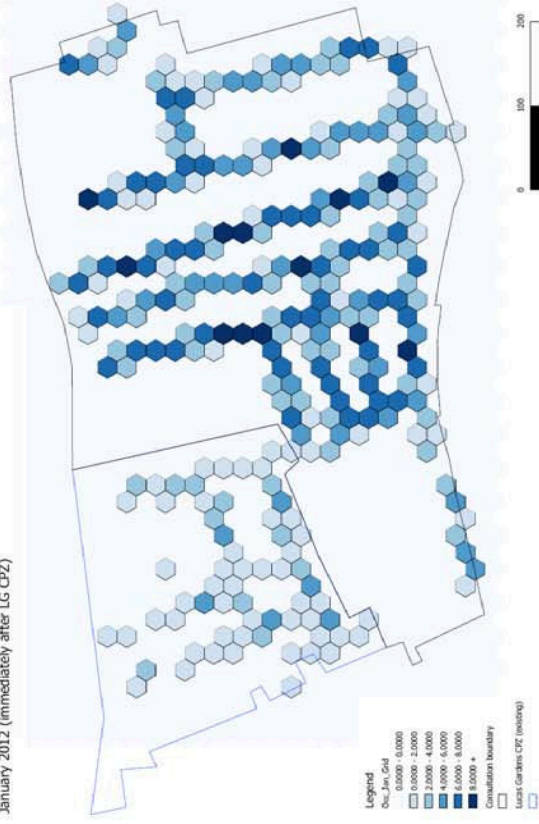 January 2012 (immediately after LG CPZ)
Legend
Occ_Jan_Grid
0.0000 - 0.0000
0.0000 - 2.0000
2.0000 - 4.0000
4.0000 - 6.0000
6.0000 - 8.0000
8.0000 +
Consultation boundary
Lucas Gardens CPZ (existing)
0 100 200